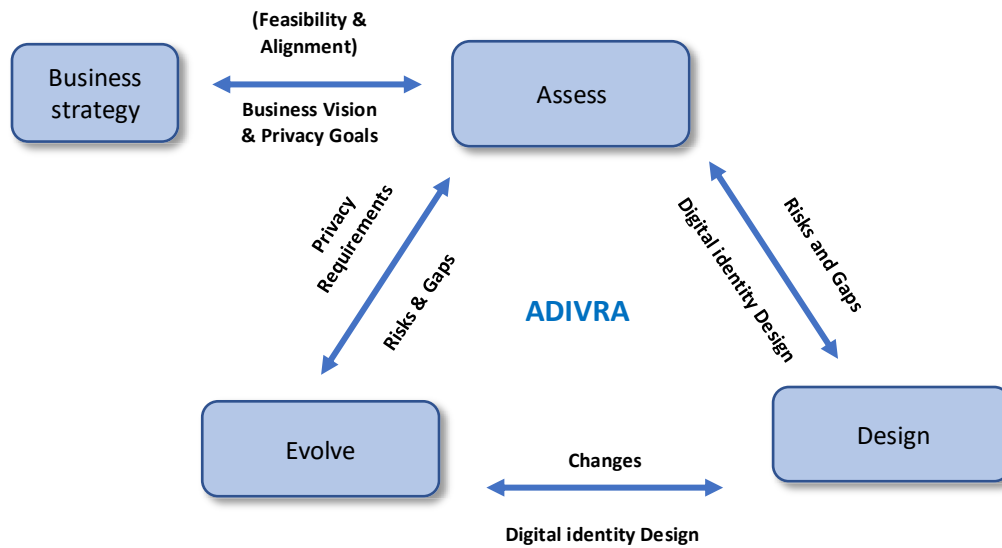 (Feasibility &
Alignment)
Business
strategy
Assess
Business Vision
& Privacy Goals
Privacy
Requirements
Risks & Gaps
Risks and Gaps
Digital identity Design
ADIVRA
Evolve
Design
Changes
Digital identity Design